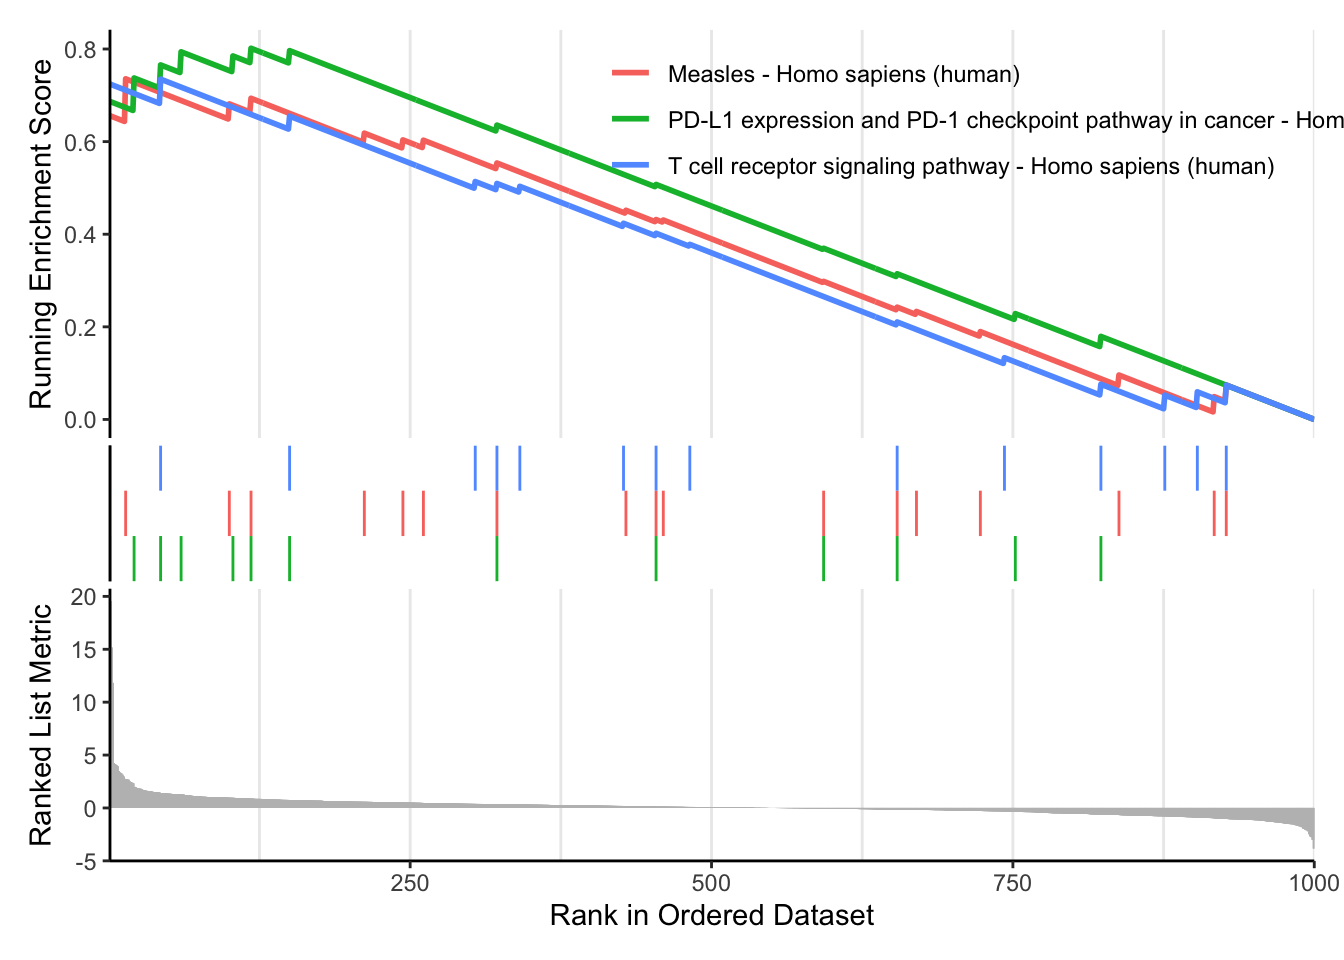 Running Enrichment Score
0.8
0.6
0.4
0.2
0.0
Measles - Homo sapiens (human)
PD-L1 expression and PD-1 checkpoint pathway in cancer - Hom
T cell receptor signaling pathway - Homo sapiens (human)
Ranked List Metric
20
15
10
5
0
-5
250
500
750
1000
Rank in Ordered Dataset